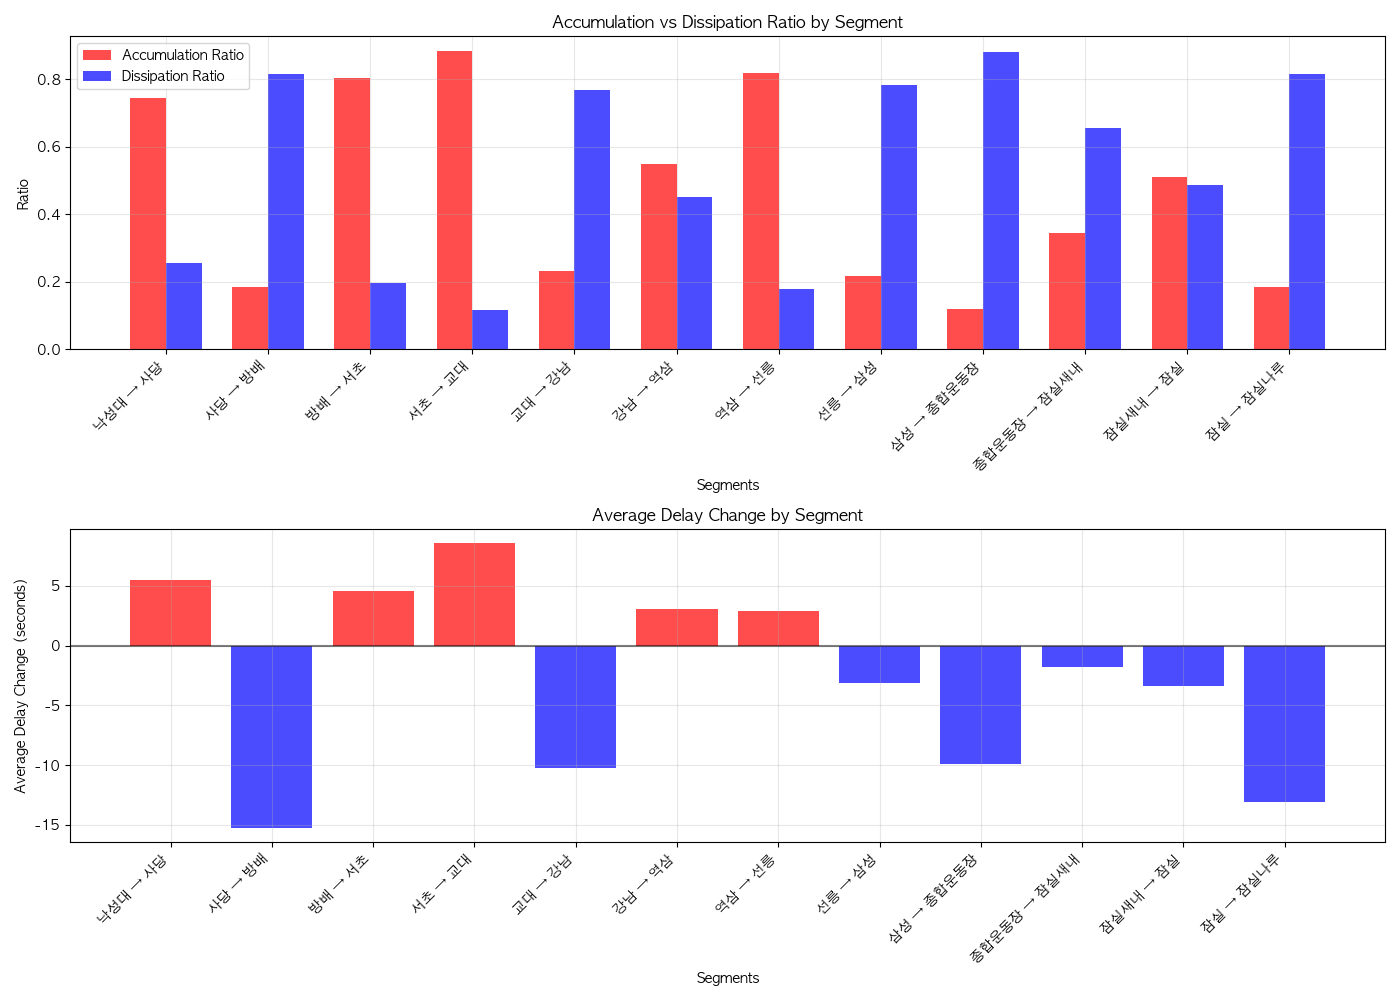 Accumulation vs Dissipation Ratio by Segment
Accumulation Ratio
Dissipation Ratio
Ratio
0.8
0.6
0.4
0.2
0.0
낙성대 → 사당
사당 → 방배
방배 → 서초
서초 → 교대
교대 → 강남
강남 → 역삼
역삼 → 선릉
선릉 → 삼성
삼성 → 종합운동장
종합운동장 → 잠실새내
잠실새내 → 잠실
잠실 → 잠실나루
Segments
Average Delay Change by Segment
Average Delay Change (seconds)
5
0
-5
-10
-15
낙성대 → 사당
사당 → 방배
방배 → 서초
서초 → 교대
교대 → 강남
강남 → 역삼
역삼 → 선릉
선릉 → 삼성
삼성 → 종합운동장
종합운동장 → 잠실새내
잠실새내 → 잠실
잠실 → 잠실나루
Segments